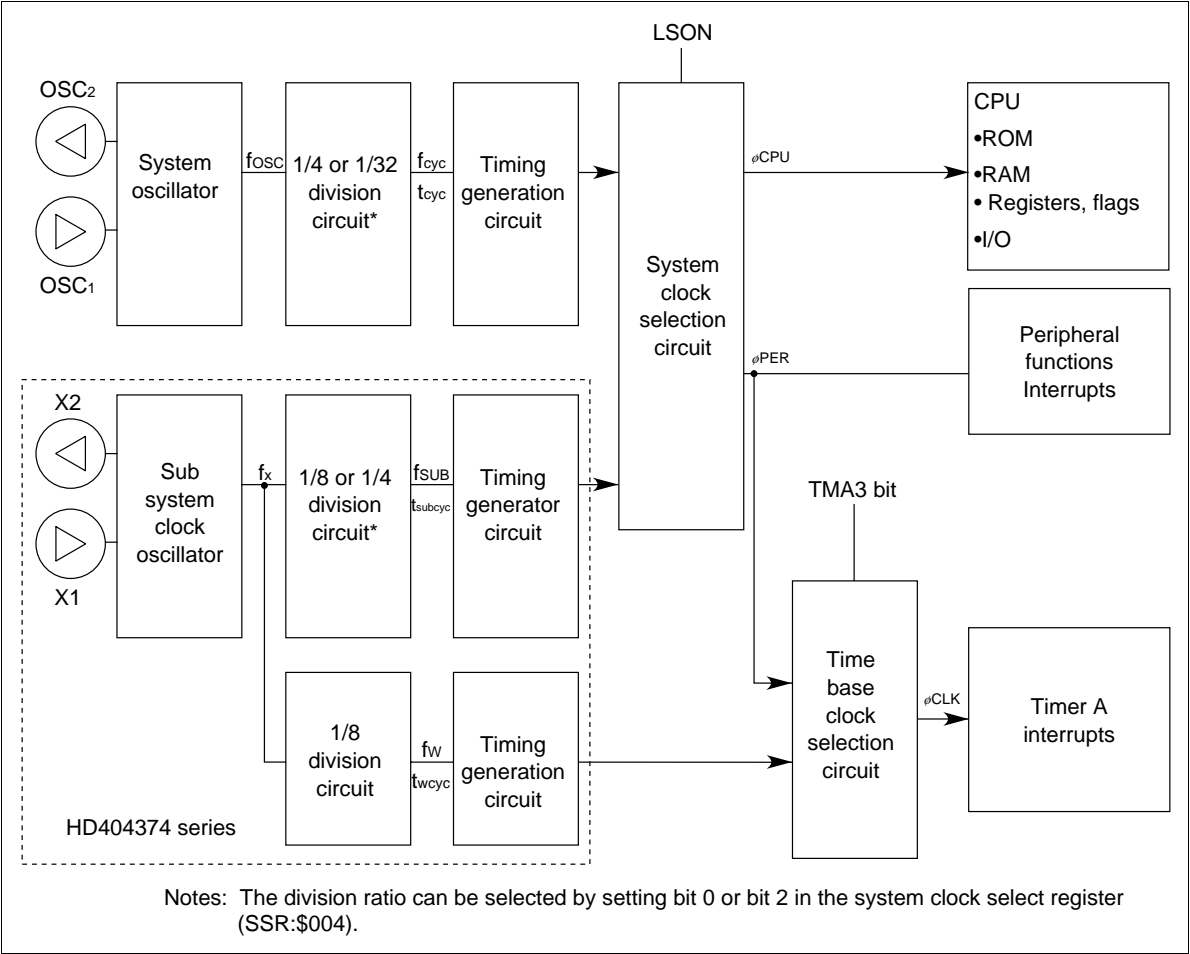 LSON
OSC2
System
oscillator
fOSC
1/4 or 1/32
division
circuit*
fcyc
tcyc
Timing
generation
circuit
OSC1
System
clock
selection
circuit
øCPU
CPU
•ROM
•RAM
• Registers, flags
•I/O
øPER
Peripheral
functions
Interrupts
X2
Sub
system
clock
oscillator
fx
1/8 or 1/4
division
circuit*
fSUB
tsubcyc
Timing
generator
circuit
X1
TMA3 bit
1/8
division
circuit
fW
twcyc
Timing
generation
circuit
Time
base
clock
selection
circuit
øCLK
Timer A
interrupts
HD404374 series
Notes: The division ratio can be selected by setting bit 0 or bit 2 in the system clock select register
(SSR:$004).